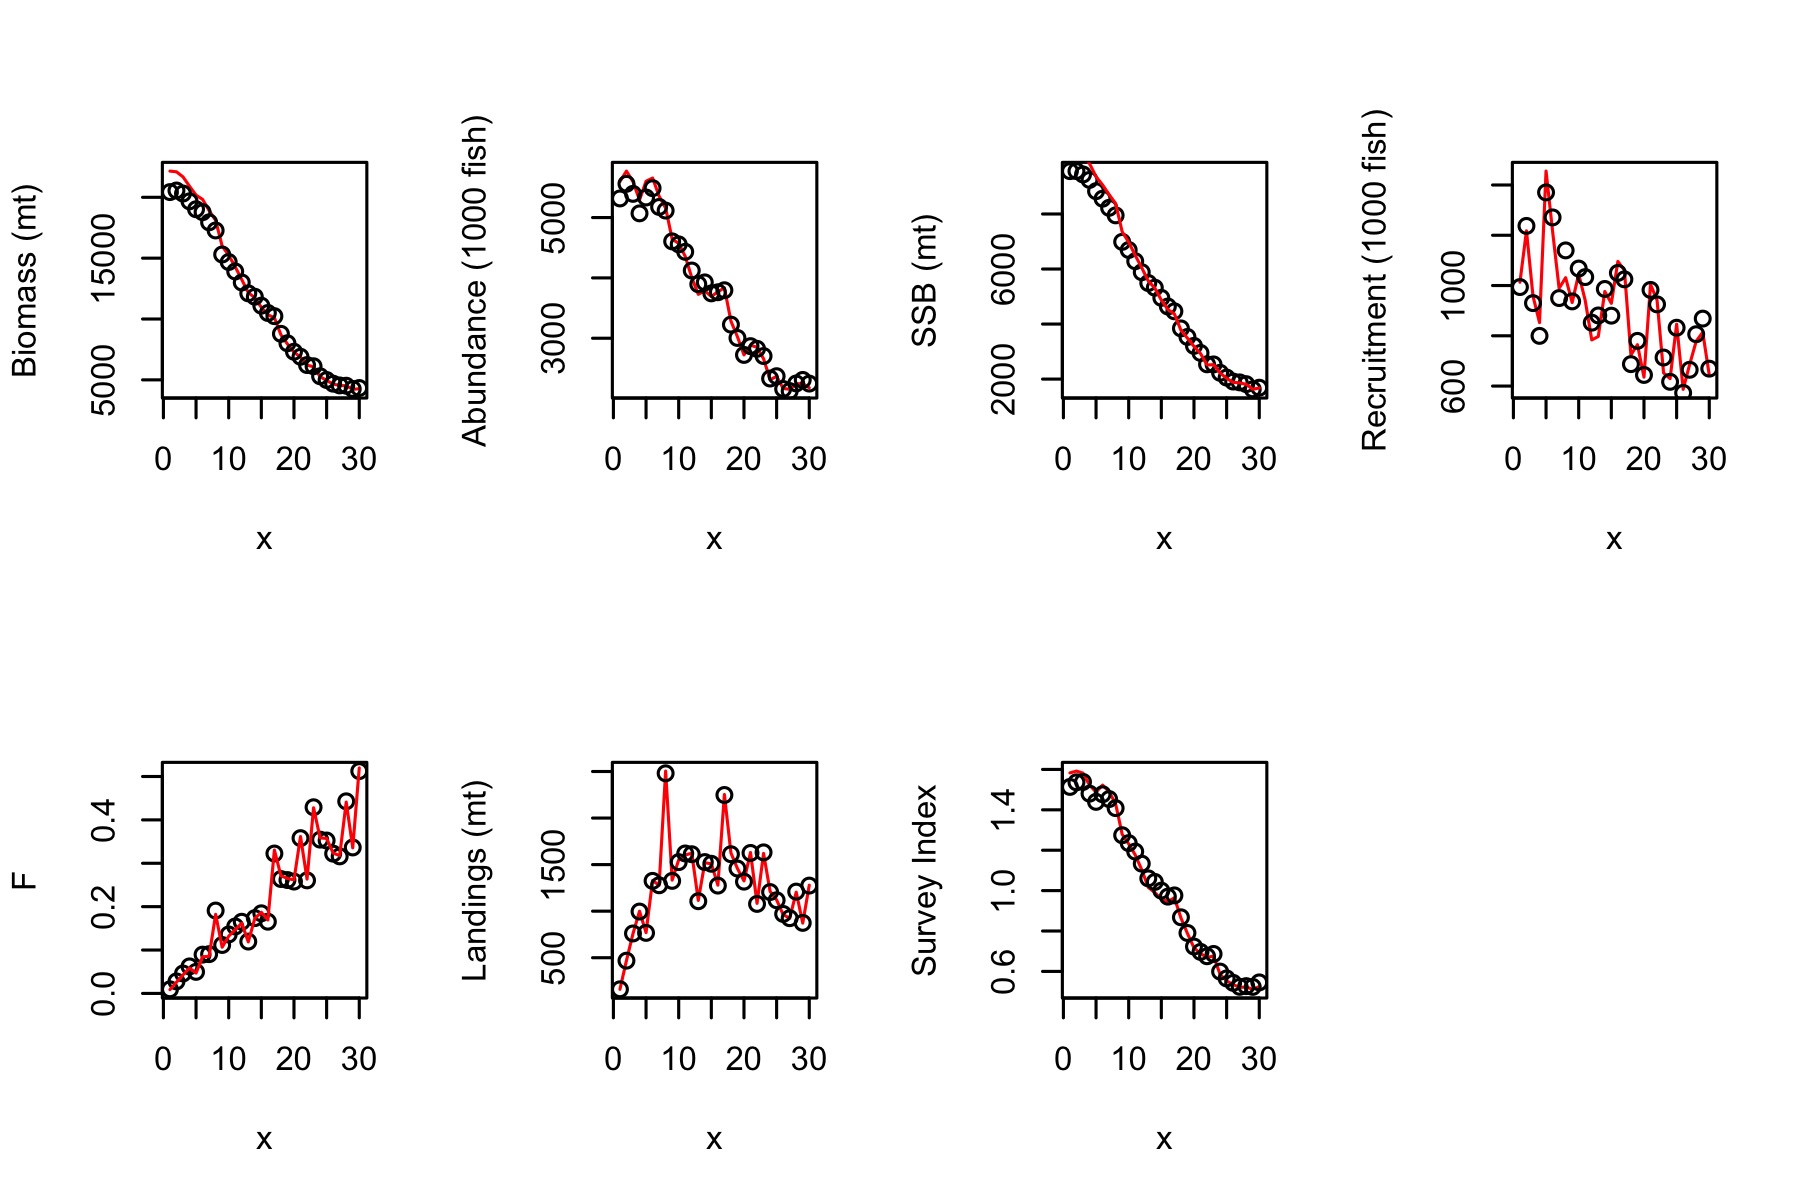 Biomass (mt)
5000
15000
0 10 20 30
x
Abundance (1000 fish)
3000
5000
0 10 20 30
x
SSB (mt)
2000
6000
0 10 20 30
x
Recruitment (1000 fish)
600
1000
0 10 20 30
x
F
0.0
0.2
0.4
0 10 20 30
x
Landings (mt)
500
1500
0 10 20 30
x
Survey Index
0.6
1.0
1.4
0 10 20 30
x